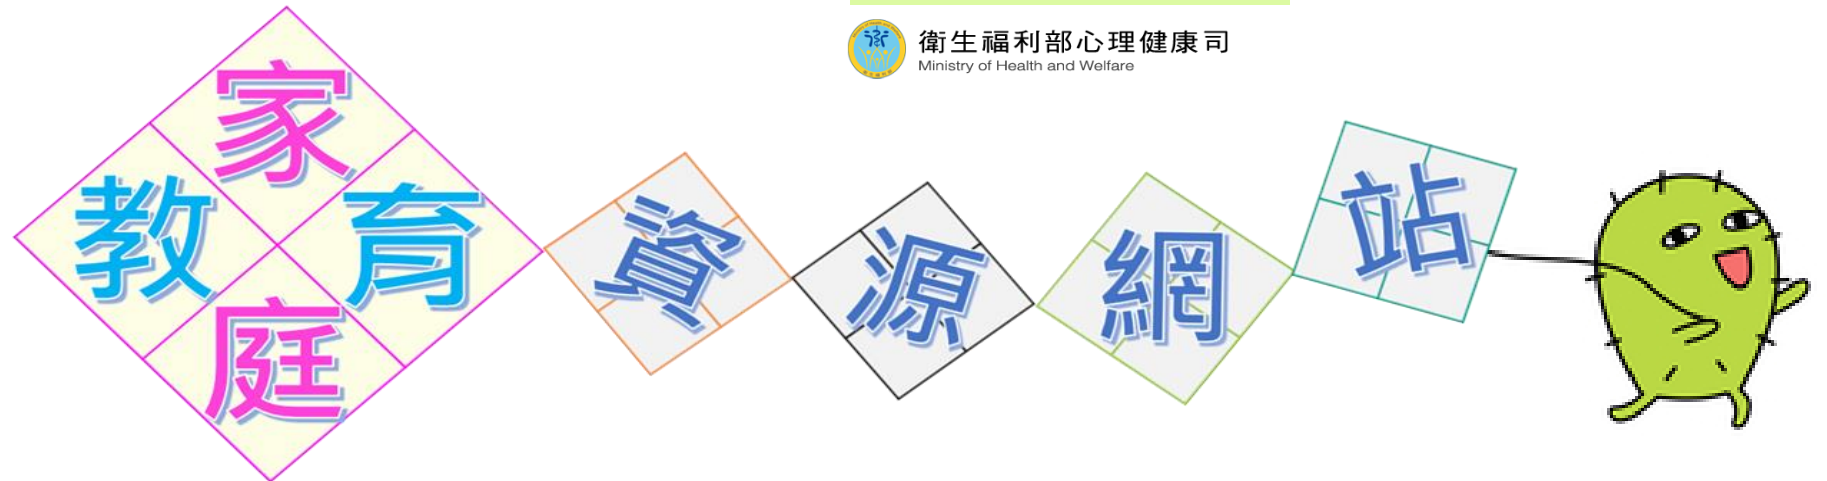 衛生福利部心理健康司
Ministry of Health and Welfare
家庭
教育
資源網站